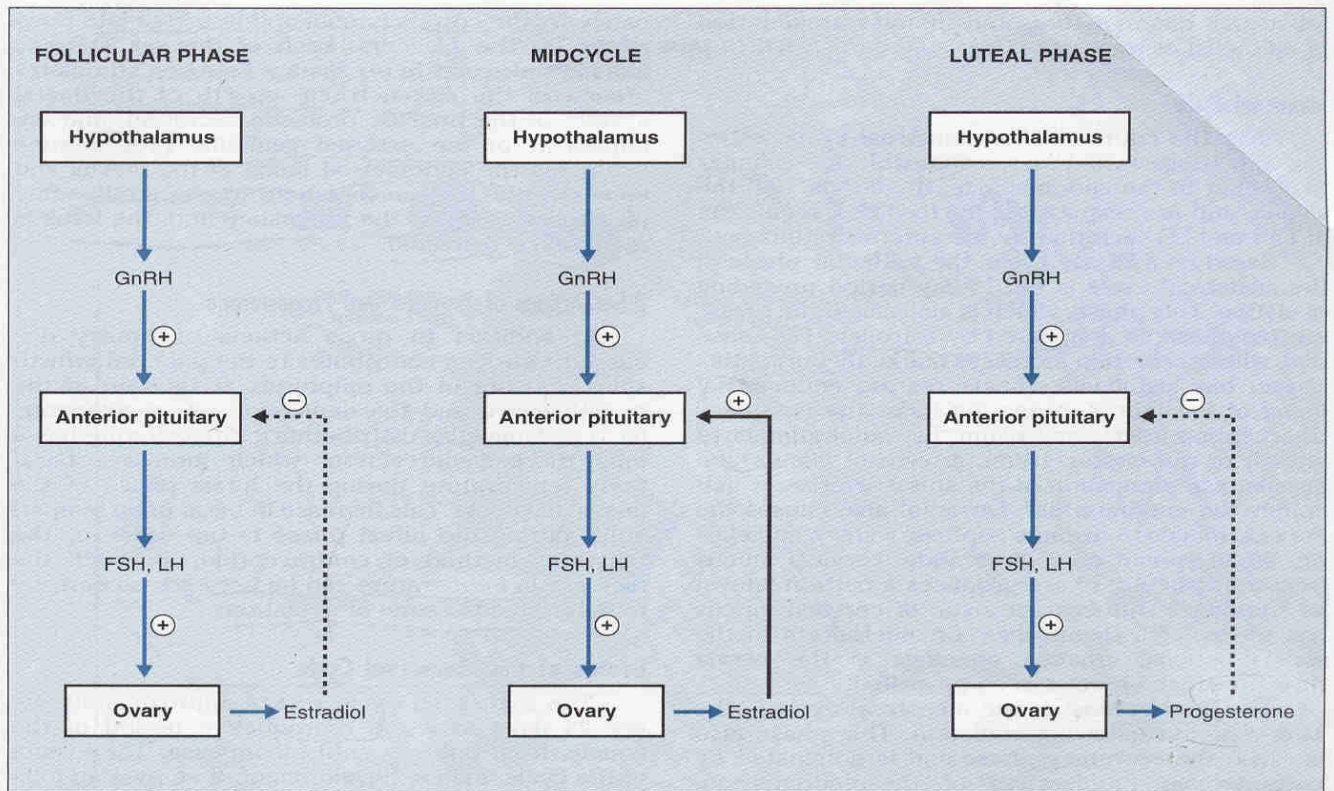 FOLLICULAR PHASE
Hypothalamus
GnRH
+
Anterior pituitary
−
FSH, LH
+
Ovary
Estradiol
MIDCYCLE
Hypothalamus
GnRH
+
Anterior pituitary
+
FSH, LH
+
Ovary
Estradiol
LUTEAL PHASE
Hypothalamus
GnRH
+
Anterior pituitary
−
FSH, LH
+
Ovary
Progesterone